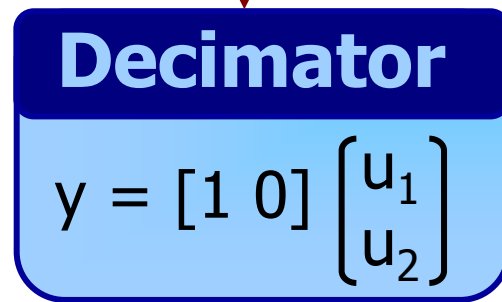 Decimator
y = [1 0] [u₁
u₂]